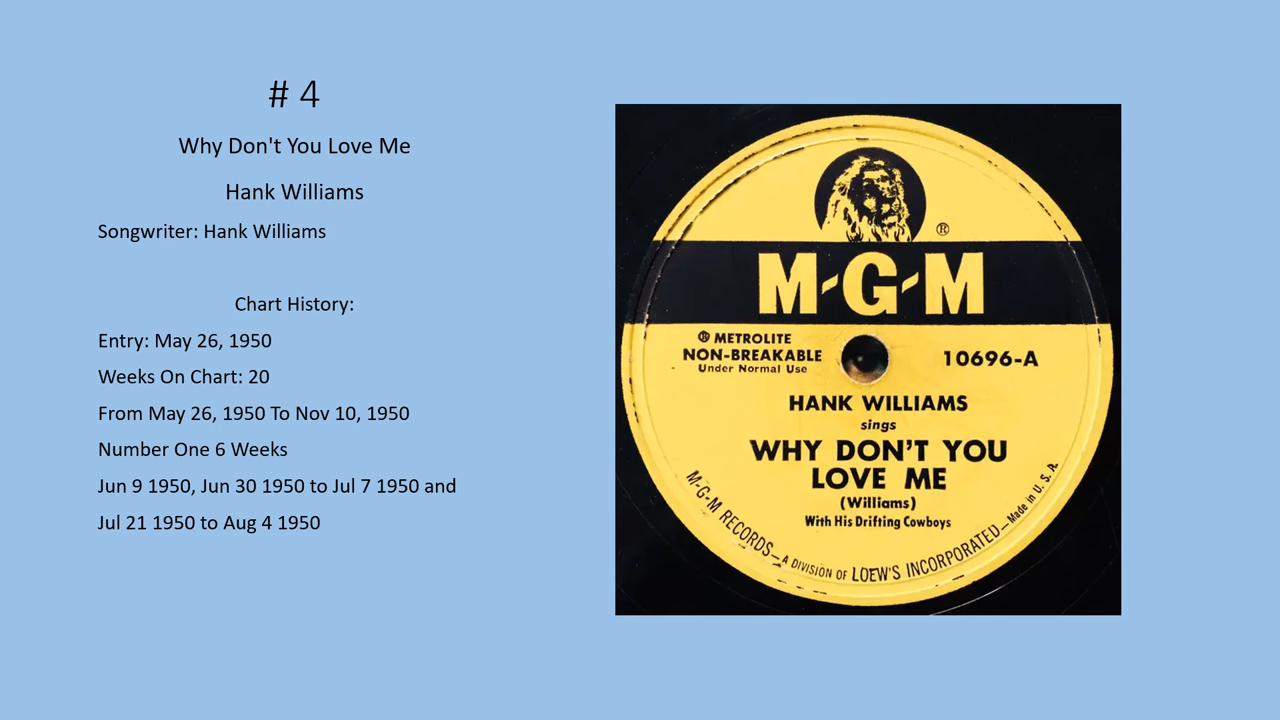 # 4
Why Don't You Love Me
Hank Williams
Songwriter: Hank Williams
Chart History:
Entry: May 26, 1950
Weeks On Chart: 20
From May 26, 1950 To Nov 10, 1950
Number One 6 Weeks
Jun 9 1950, Jun 30 1950 to Jul 7 1950 and
Jul 21 1950 to Aug 4 1950
®
M-G-M
® METROLITE
NON-BREAKABLE
Under Normal Use
10696-A
HANK WILLIAMS
sings
WHY DON'T YOU
LOVE ME
(Williams)
With His Drifting Cowboys
M-G-M RECORDS—A DIVISION OF LOEW'S INCORPORATED—Made in U. S. A.